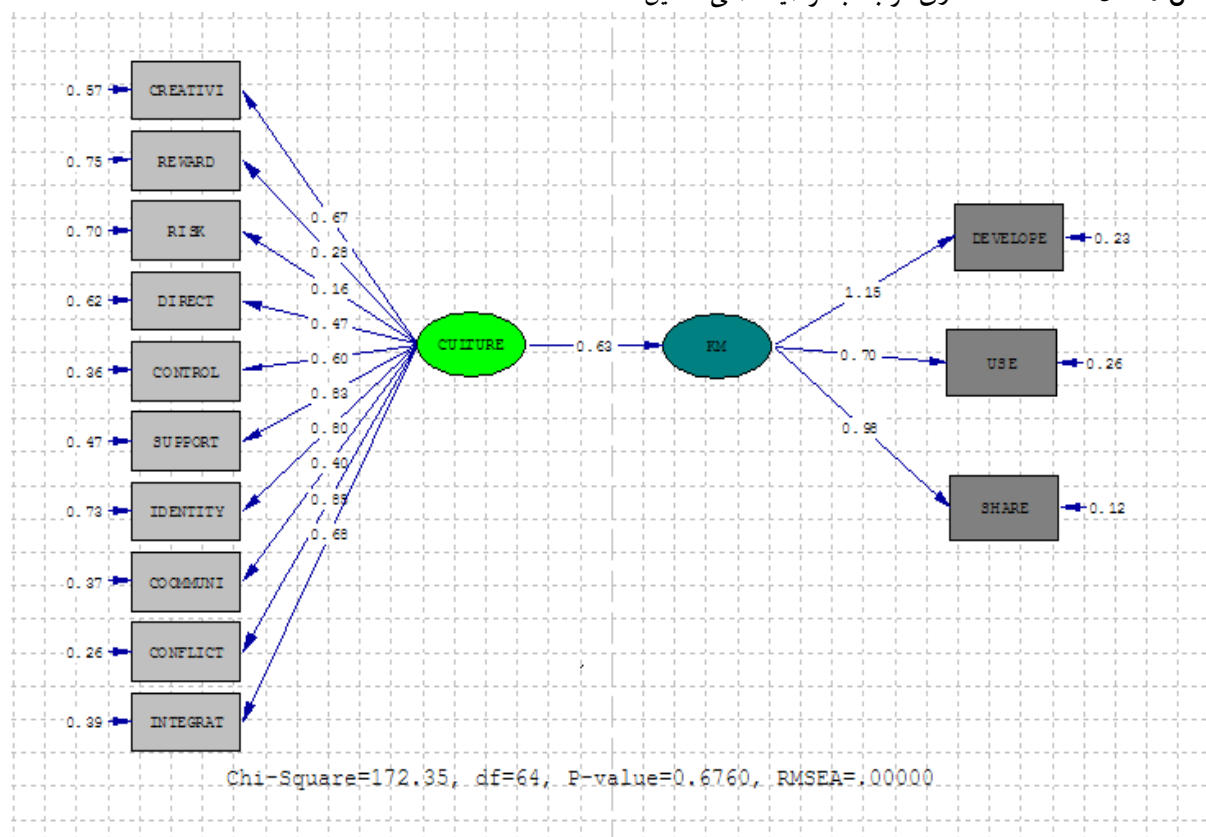 0.57 CREATIVI
0.75 REWARD
0.70 RISK
0.62 DIRECT
0.36 CONTROL
0.47 SUPPORT
0.73 IDENTITY
0.37 COOMMUNI
0.26 CONFLICT
0.39 INTEGRAT
0.67
0.28
0.16
0.47
0.60
0.83
0.80
0.40
0.68
CULTURE
0.63
KM
1.15
0.70
0.98
DEVELOPE 0.23
USE 0.26
SHARE 0.12
Chi-Square=172.35, df=64, P-value=0.6760, RMSEA=.00000